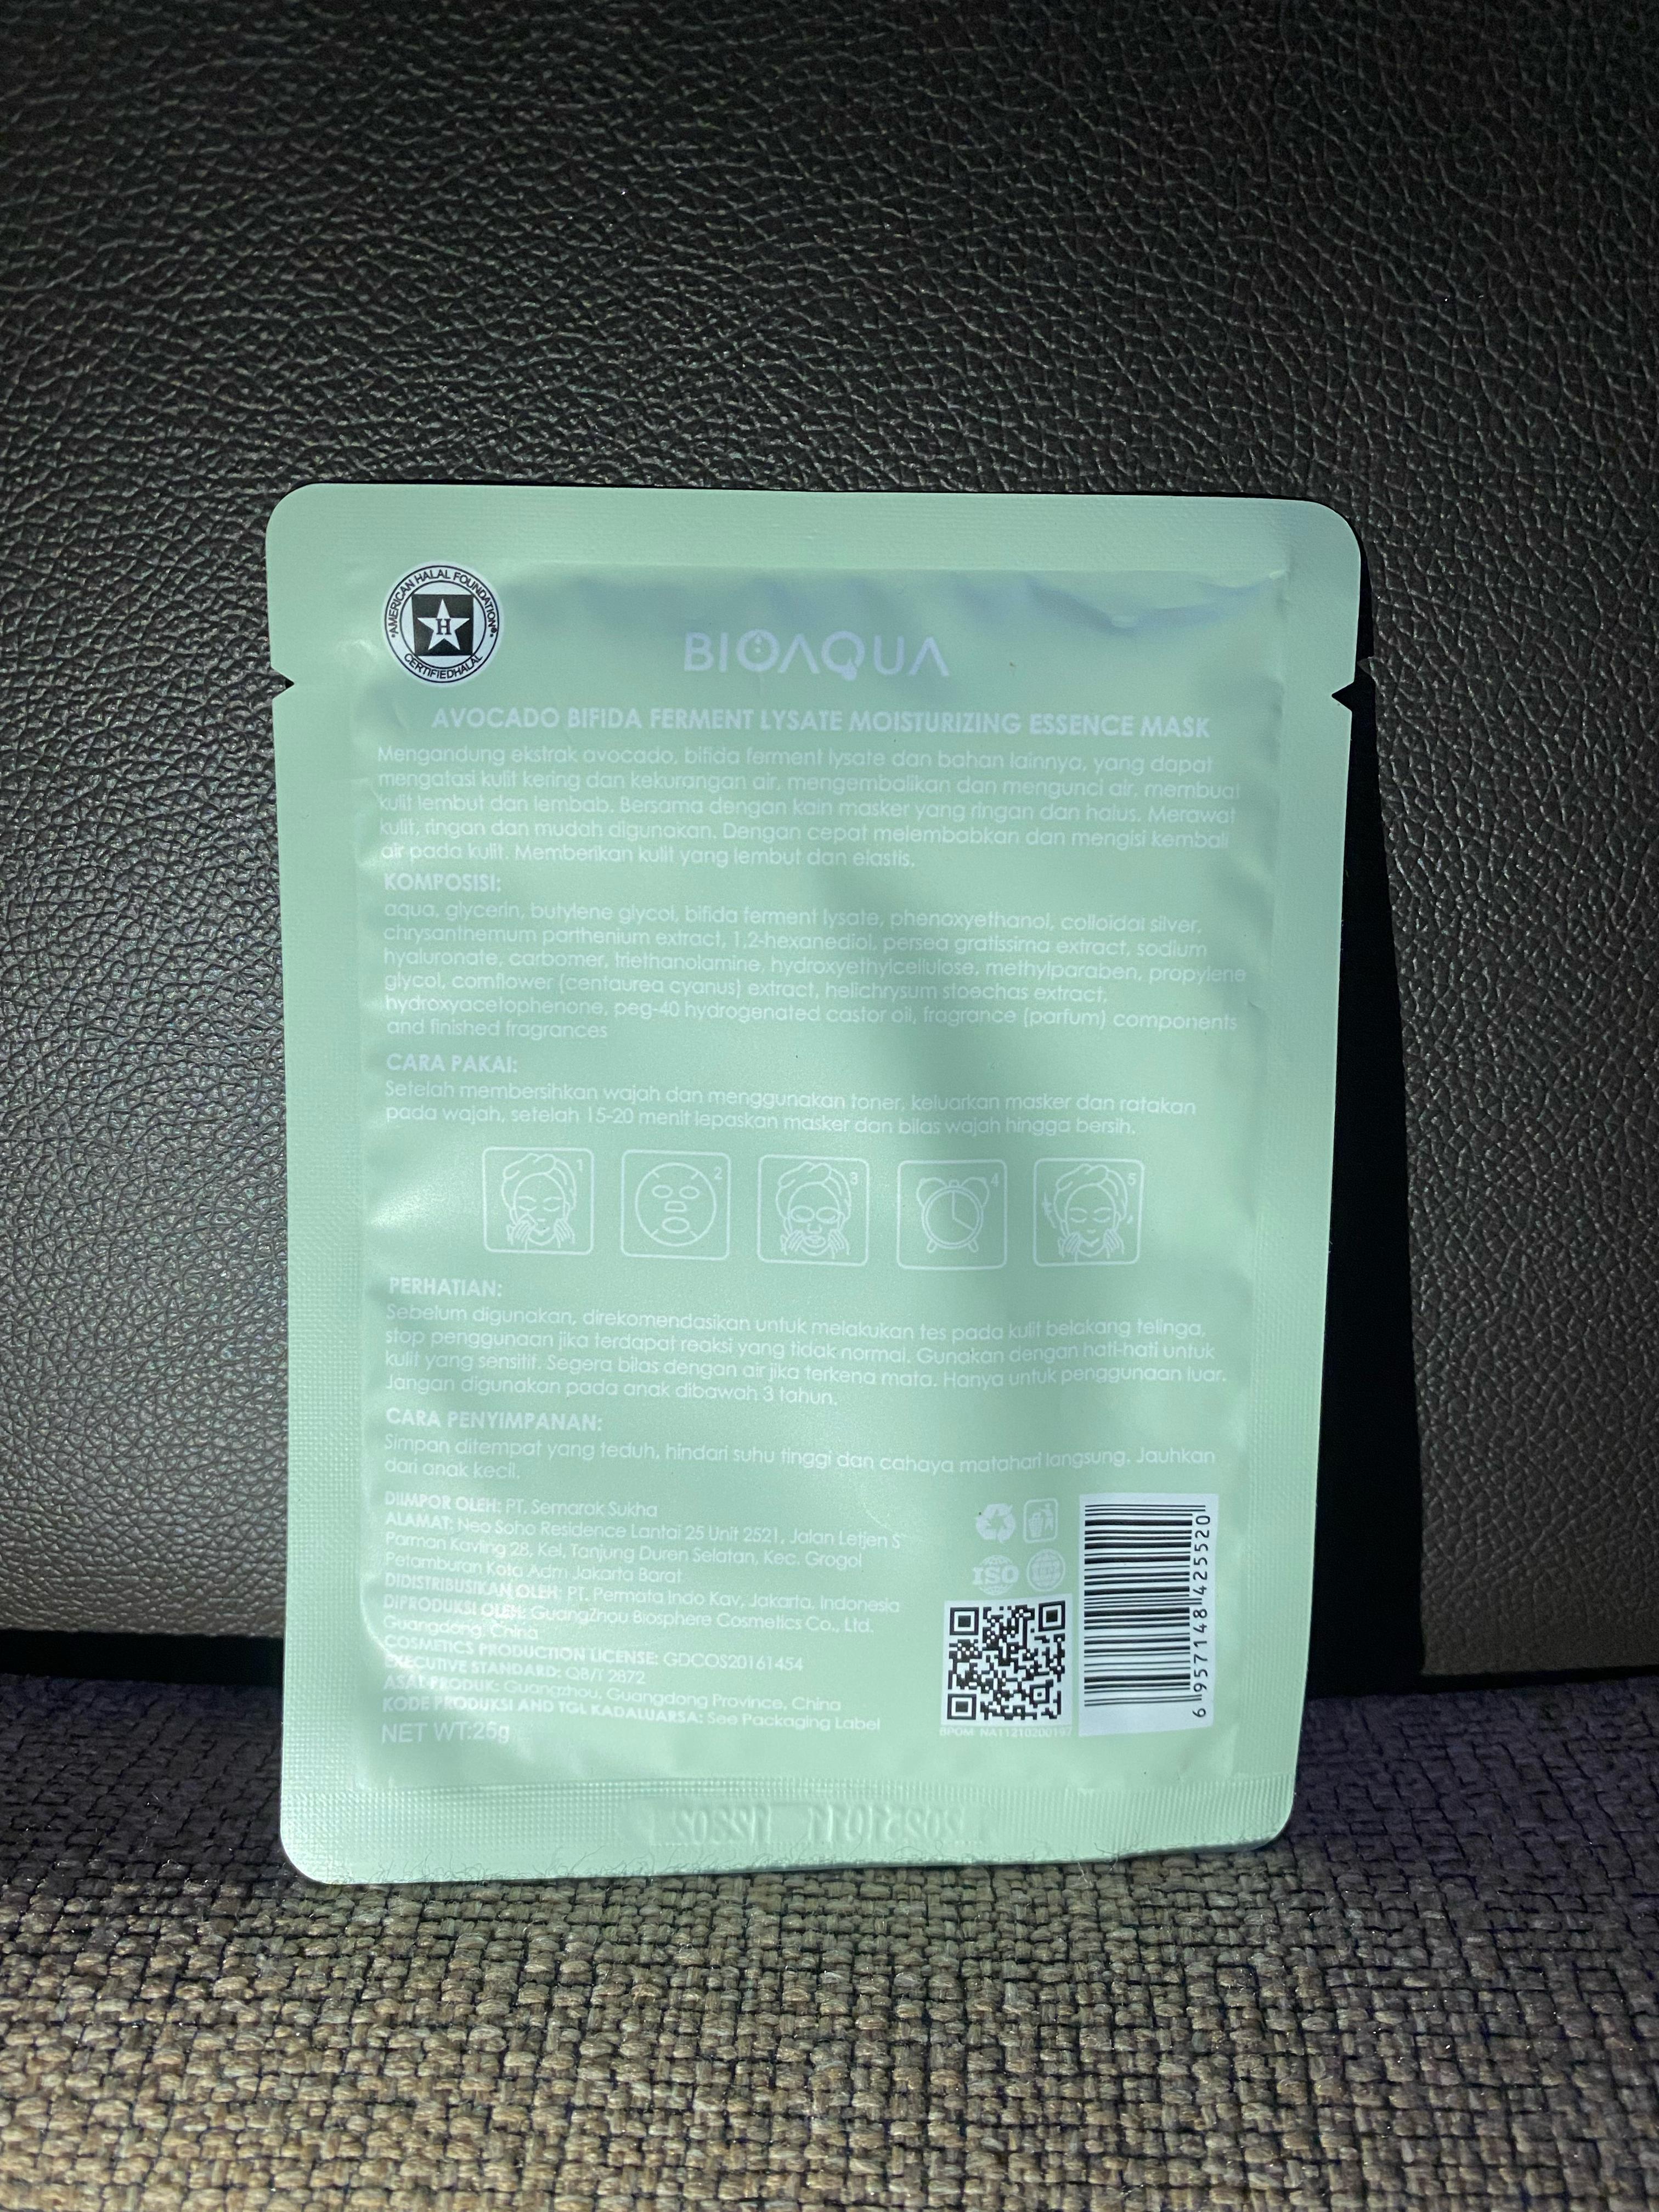 AMERICAN HALAL FOUNDATION
H
CERTIFIED HALAL
BIOAQUA
AVOCADO BIFIDA FERMENT LYSATE MOISTURIZING ESSENCE MASK
Mengandung ekstrak avocado, bifida ferment lysate dan bahan lainnya, yang dapat
mengatasi kulit kering dan kekurangan air, mengembalikan dan mengunci air, membuat
kulit lembut dan lembab. Bersama dengan kain masker yang ringan dan halus. Merawat
kulit, ringan dan mudah digunakan. Dengan cepat melembabkan dan mengisi kembali
air pada kulit. Memberikan kulit yang lembut dan elastis.
KOMPOSISI:
aqua, glycerin, butylene glycol, bifida ferment lysate, phenoxyethanol, colloidal silver,
chrysanthemum parthenium extract, 1,2-hexanediol, persea gratissima extract, sodium
hyaluronate, carbomer, triethanolamine, hydroxyethylcellulose, methylparaben, propylene
glycol, cornflower (centaurea cyanus) extract, helichrysum stoechas extract,
hydroxyacetophenone, peg-40 hydrogenated castor oil, fragrance (parfum) components
and finished fragrances
CARA PAKAI:
Setelah membersihkan wajah dan menggunakan toner, keluarkan masker dan ratakan
pada wajah, setelah 15-20 menit lepaskan masker dan bilas wajah hingga bersih.
1 2 3 4 5
PERHATIAN:
Sebelum digunakan, direkomendasikan untuk melakukan tes pada kulit belakang telinga,
stop penggunaan jika terdapat reaksi yang tidak normal. Gunakan dengan hati-hati untuk
kulit yang sensitif. Segera bilas dengan air jika terkena mata. Hanya untuk penggunaan luar.
Jangan digunakan pada anak dibawah 3 tahun.
CARA PENYIMPANAN:
Simpan ditempat yang teduh, hindari suhu tinggi dan cahaya matahari langsung. Jauhkan
dari anak kecil.
DIIMPOR OLEH: PT. Semarak Sukha
ALAMAT: Neo Soho Residence Lantai 25 Unit 2521, Jalan Letjen S
Parman Kavling 28, Kel, Tanjung Duren Selatan, Kec. Grogol
Petamburan Kota Adm Jakarta Barat
DIDISTRIBUSIKAN OLEH: PT. Permata Indo Kav, Jakarta, Indonesia
DIPRODUKSI OLEH: GuangZhou Biosphere Cosmetics Co., Ltd.
Guangdong, China
COSMETICS PRODUCTION LICENSE: GDCOS20161454
EXECUTIVE STANDARD: QB/T 2872
ASAL PRODUK: Guangzhou, Guangdong Province, China
KODE PRODUKSI AND TGL KADALUARSA: See Packaging Label
NET WT:25g
ISO
BPOM NA11210200197
6 957148 425520